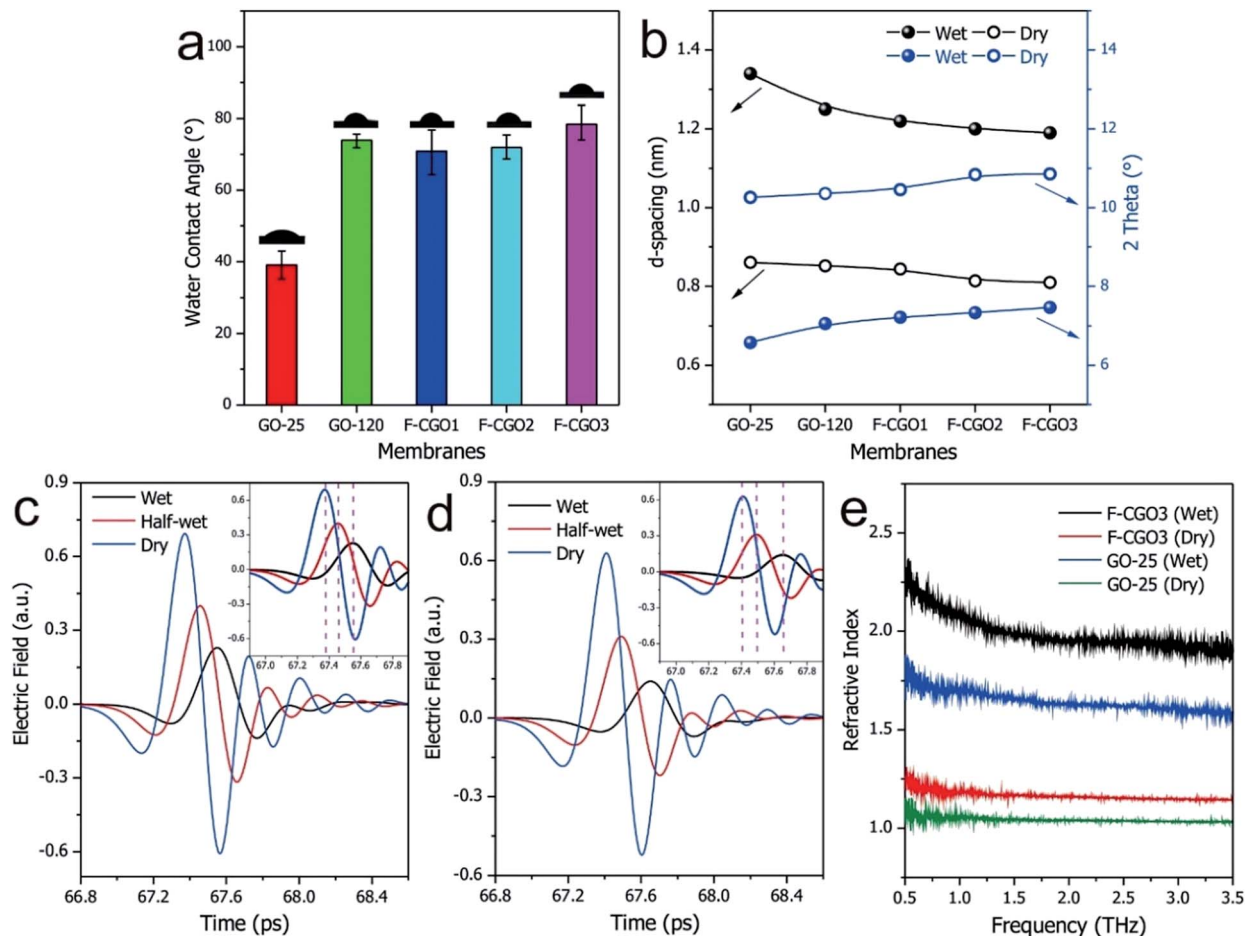 a
Water Contact Angle (°)
100
80
60
40
20
0
GO-25 GO-120 F-CGO1 F-CGO2 F-CGO3
Membranes
b
Wet Dry
Wet Dry
d-spacing (nm)
1.4
1.2
1.0
0.8
0.6
2 Theta (°)
14
12
10
8
6
GO-25 GO-120 F-CGO1 F-CGO2 F-CGO3
Membranes
c
Wet
Half-wet
Dry
Electric Field (a.u.)
0.9
0.6
0.3
0.0
-0.3
-0.6
66.8 67.2 67.6 68.0 68.4
Time (ps)
0.6
0.3
0.0
-0.3
-0.6
67.0 67.2 67.4 67.6 67.8
d
Wet
Half-wet
Dry
Electric Field (a.u.)
0.9
0.6
0.3
0.0
-0.3
-0.6
66.8 67.2 67.6 68.0 68.4
Time (ps)
0.6
0.3
0.0
-0.3
-0.6
67.0 67.2 67.4 67.6 67.8
e
F-CGO3 (Wet)
F-CGO3 (Dry)
GO-25 (Wet)
GO-25 (Dry)
Refractive Index
2.5
2.0
1.5
1.0
0.5 1.0 1.5 2.0 2.5 3.0 3.5
Frequency (THz)